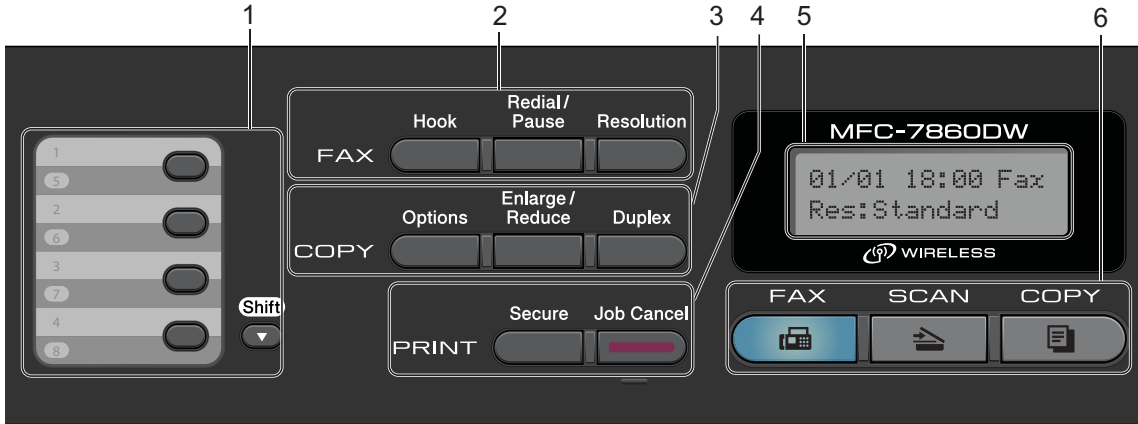 1 2 3 4 5 6
1
5
2
6
3
7
4
8
Shift
FAX
Hook
Redial /
Pause
Resolution
COPY
Options
Enlarge /
Reduce
Duplex
PRINT
Secure
Job Cancel
MFC-7860DW
01/01 18:00 Fax
Res:Standard
WIRELESS
FAX SCAN COPY